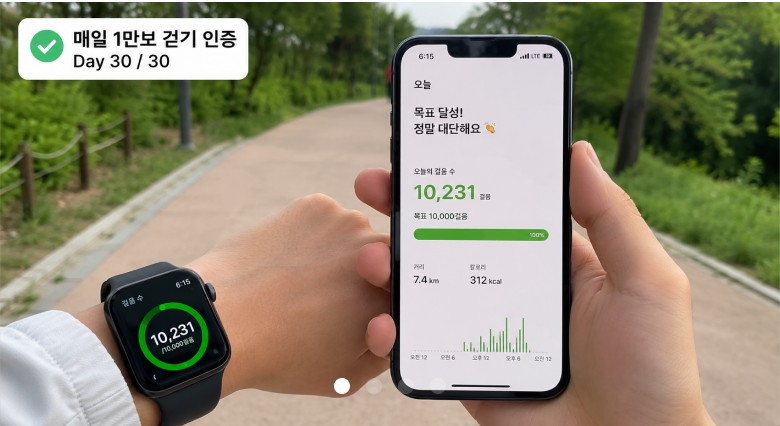 매일 1만보 걷기 인증
Day 30 / 30
6:15
LTE
오늘
목표 달성!
정말 대단해요 👏
오늘의 걸음 수
10,231 걸음
목표 10,000걸음
100%
거리
칼로리
7.4 km
312 kcal
오전 12
오전 6
오후 12
오후 6
오전 12
6:15
걸음 수
10,231
/10,000걸음